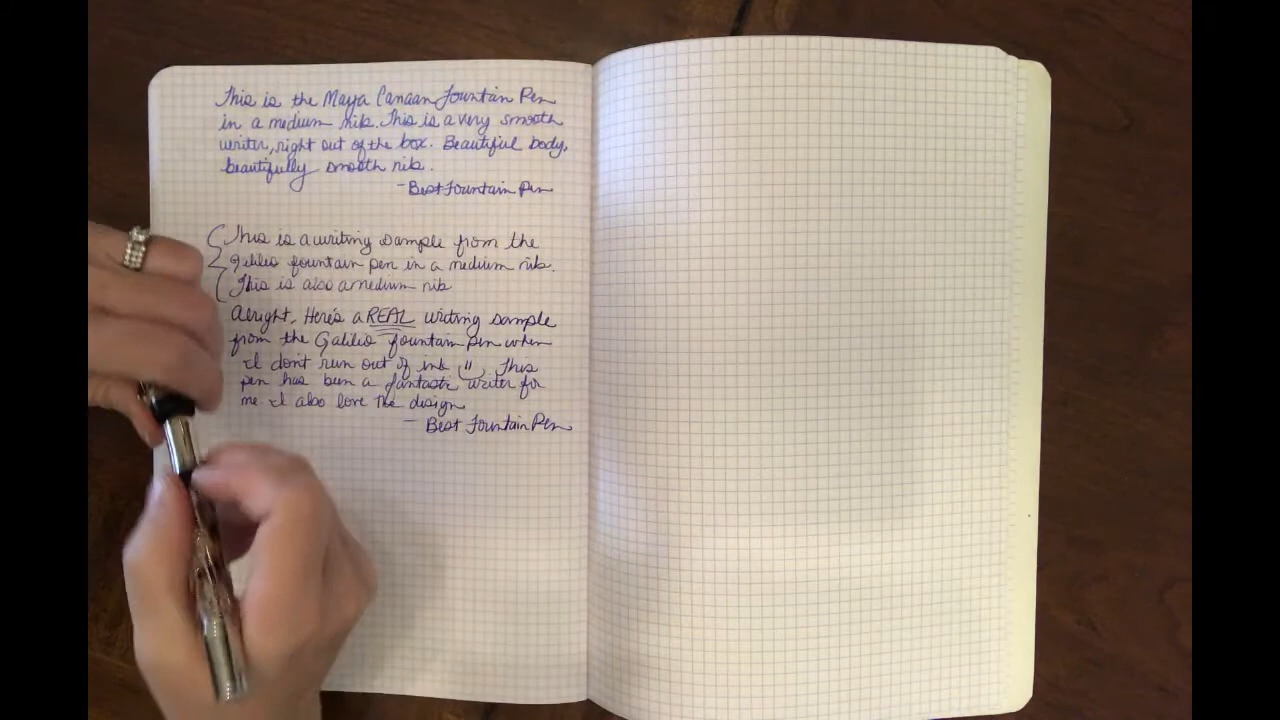 This is the Maya Canaan Fountain Pen
in a medium nib. This is a very smooth
writer, right out of the box. Beautiful body,
beautifully smooth nib.
- Best Fountain Pen
This is a writing sample from the
Galileo fountain pen in a medium nib.
This is also a medium nib
Alright. Here's a REAL writing sample
from the Galileo fountain pen when
I don't run out of ink ". This
pen has been a fantastic writer for
me. I also love the design.
- Best Fountain Pen